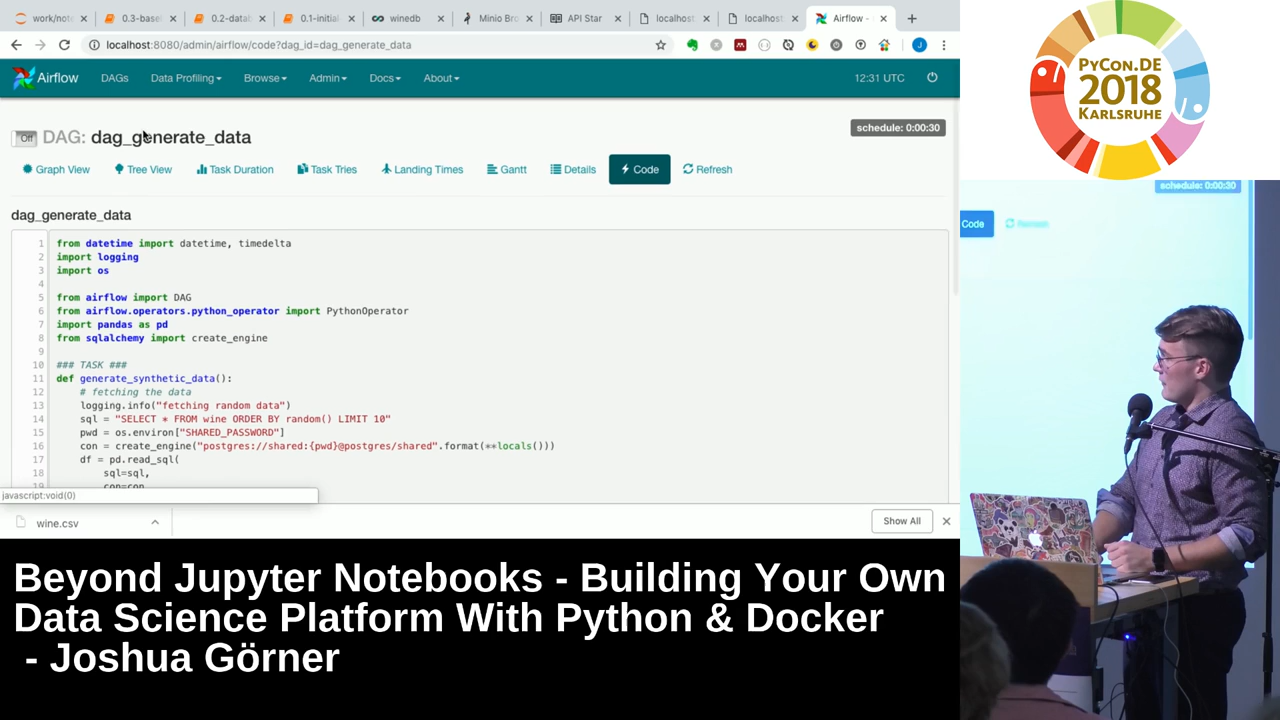 work/not
0.3-base
0.2-datab
0.1-initial
winedb
Minio Bro
API Star
localhost:
localhost:
Airflow -
localhost:8080/admin/airflow/code?dag_id=dag_generate_data
J
Airflow
DAGs
Data Profiling
Browse
Admin
Docs
About
12:31 UTC
Off
DAG: dag_generate_data
schedule: 0:00:30
Graph View
Tree View
Task Duration
Task Tries
Landing Times
Gantt
Details
Code
Refresh
dag_generate_data
1 from datetime import datetime, timedelta
2 import logging
3 import os
4
5 from airflow import DAG
6 from airflow.operators.python_operator import PythonOperator
7 import pandas as pd
8 from sqlalchemy import create_engine
9
10 ### TASK ###
11 def generate_synthetic_data():
12 # fetching the data
13 logging.info("fetching random data")
14 sql = "SELECT * FROM wine ORDER BY random() LIMIT 10"
15 pwd = os.environ["SHARED_PASSWORD"]
16 con = create_engine("postgres://shared:{pwd}@postgres/shared".format(**locals()))
17 df = pd.read_sql(
18 sql=sql,
19 con=con
javascript:void(0)
wine.csv
Show All
PYCON.DE
2018
KARLSRUHE
schedule: 0:00:30
Code
Refresh
Beyond Jupyter Notebooks - Building Your Own
Data Science Platform With Python & Docker
- Joshua Görner